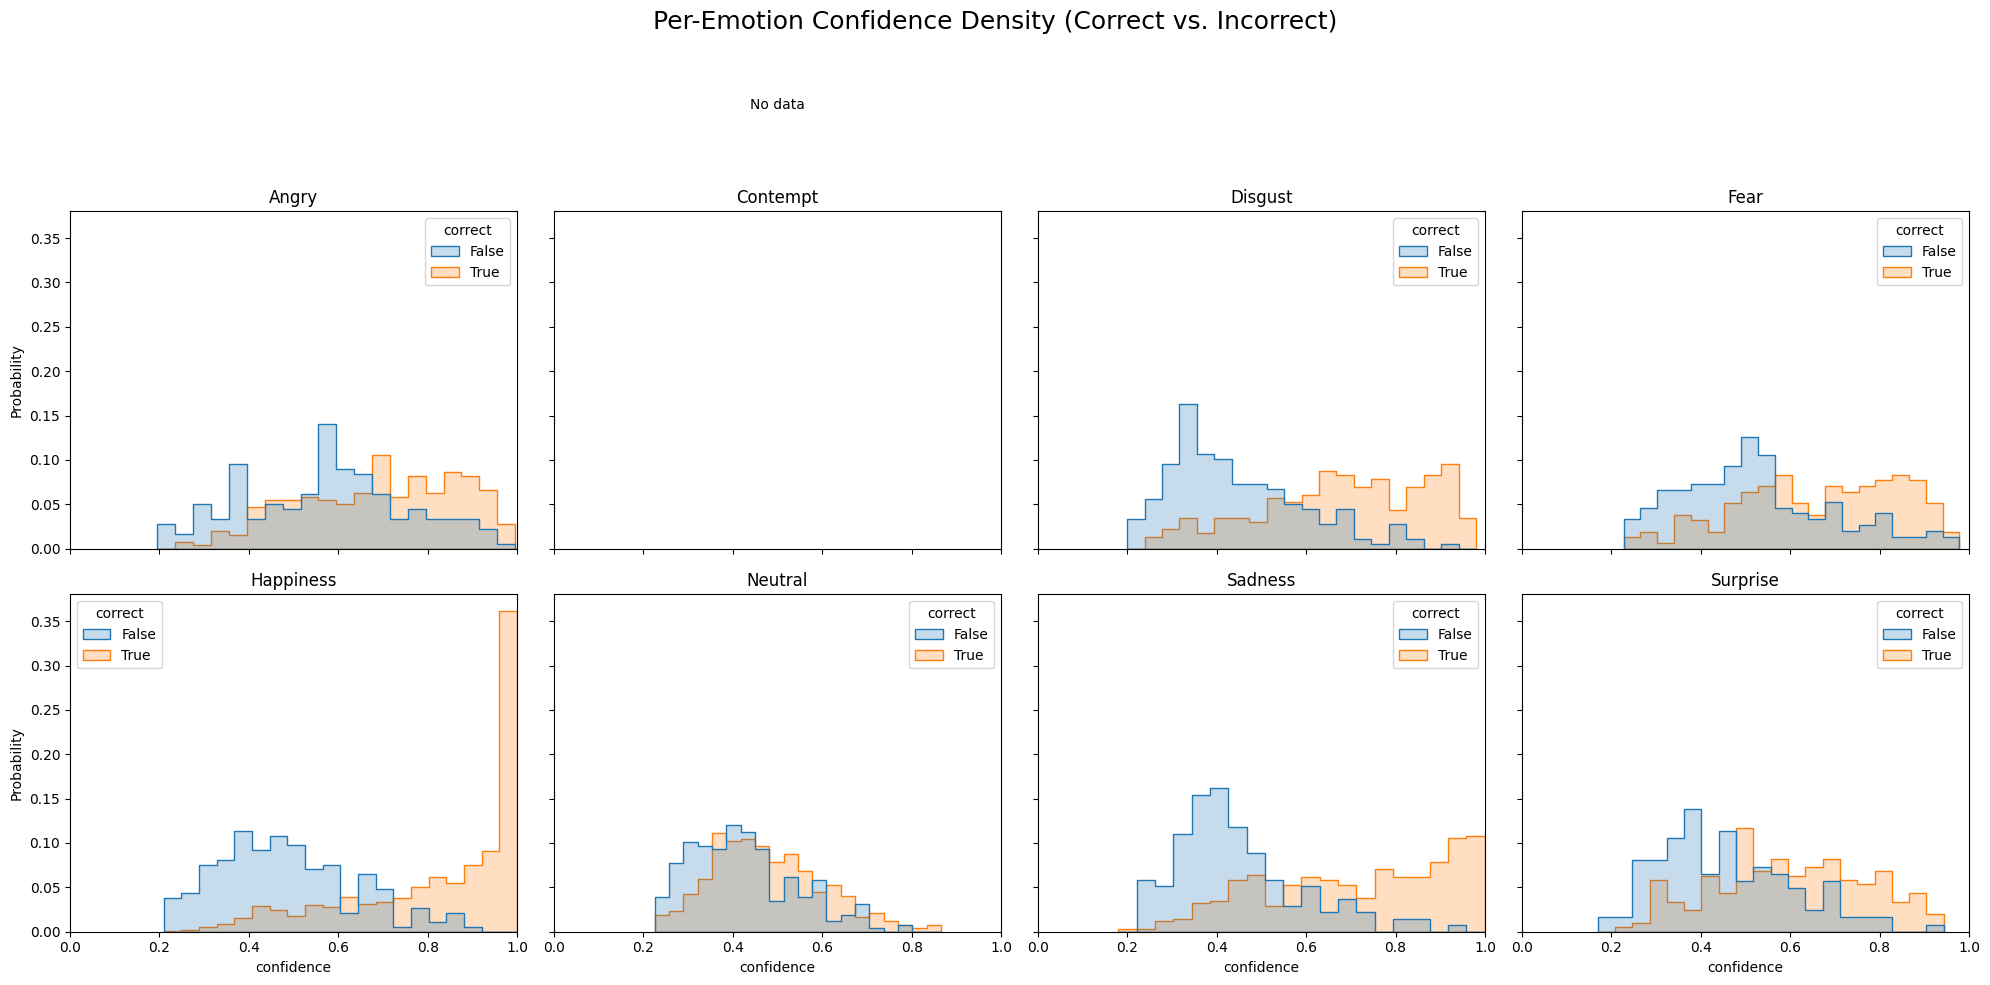 Per-Emotion Confidence Density (Correct vs. Incorrect)
No data
Angry
Contempt
Disgust
Fear
0.35
0.30
0.25
0.20
0.15
0.10
0.05
0.00
Probability
correct
False
True
correct
False
True
correct
False
True
Happiness
Neutral
Sadness
Surprise
0.35
0.30
0.25
0.20
0.15
0.10
0.05
0.00
Probability
correct
False
True
correct
False
True
correct
False
True
correct
False
True
0.0 0.2 0.4 0.6 0.8 1.0
confidence
0.0 0.2 0.4 0.6 0.8 1.0
confidence
0.0 0.2 0.4 0.6 0.8 1.0
confidence
0.0 0.2 0.4 0.6 0.8 1.0
confidence